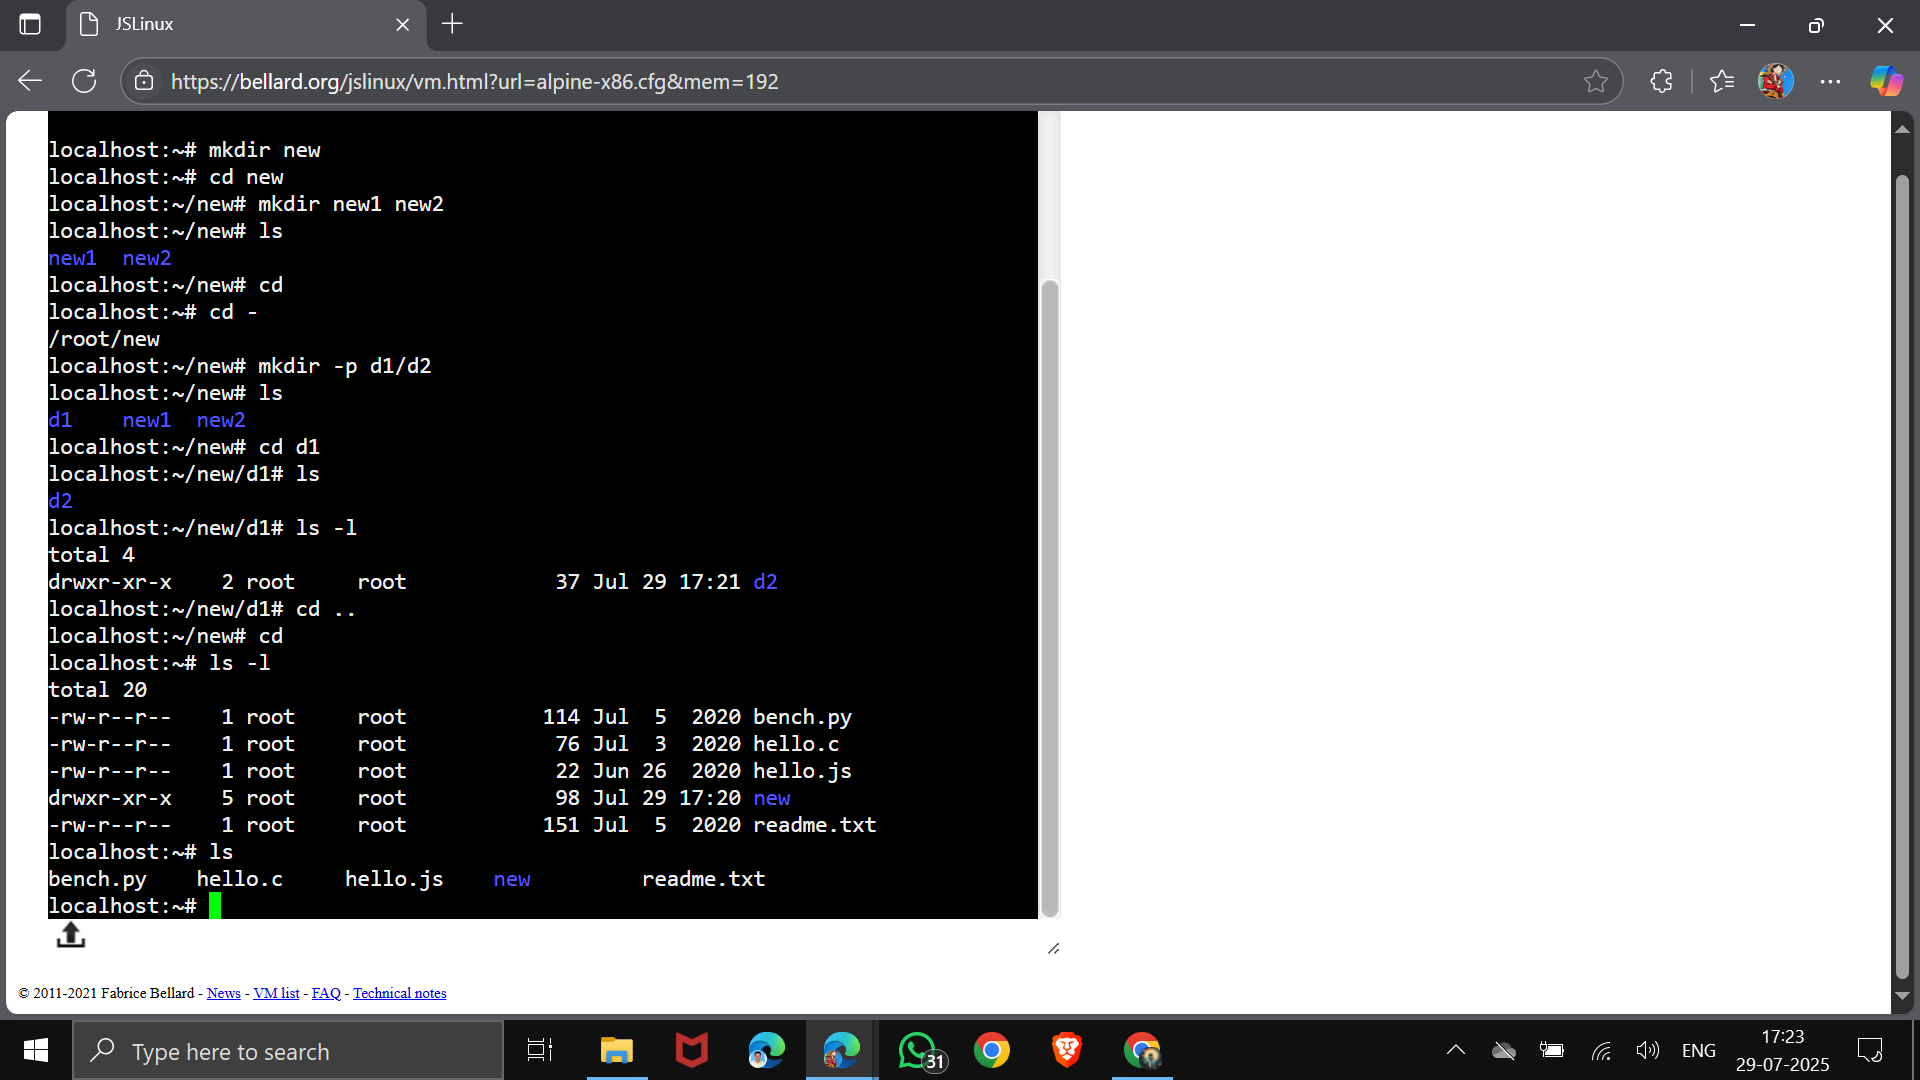 JSLinux
https://bellard.org/jslinux/vm.html?url=alpine-x86.cfg&mem=192
localhost:~# mkdir new
localhost:~# cd new
localhost:~/new# mkdir new1 new2
localhost:~/new# ls
new1  new2
localhost:~/new# cd
localhost:~# cd -
/root/new
localhost:~/new# mkdir -p d1/d2
localhost:~/new# ls
d1    new1  new2
localhost:~/new# cd d1
localhost:~/new/d1# ls
d2
localhost:~/new/d1# ls -l
total 4
drwxr-xr-x    2 root     root            37 Jul 29 17:21 d2
localhost:~/new/d1# cd ..
localhost:~/new# cd
localhost:~# ls -l
total 20
-rw-r--r--    1 root     root           114 Jul  5  2020 bench.py
-rw-r--r--    1 root     root            76 Jul  3  2020 hello.c
-rw-r--r--    1 root     root            22 Jun 26  2020 hello.js
drwxr-xr-x    5 root     root            98 Jul 29 17:20 new
-rw-r--r--    1 root     root           151 Jul  5  2020 readme.txt
localhost:~# ls
bench.py    hello.c     hello.js    new         readme.txt
localhost:~#
© 2011-2021 Fabrice Bellard - News - VM list - FAQ - Technical notes
Type here to search
31
ENG
17:23
29-07-2025